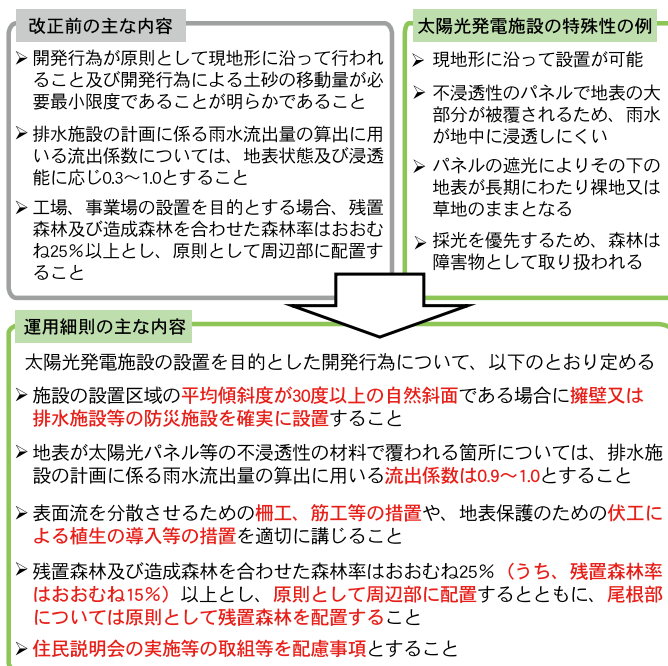 改正前の主な内容
➢ 開発行為が原則として現地形に沿って行われ
ること及び開発行為による土砂の移動量が必
要最小限度であることが明らかであること
➢ 排水施設の計画に係る雨水流出量の算出に用
いる流出係数については、地表状態及び浸透
能に応じ0.3～1.0とすること
➢ 工場、事業場の設置を目的とする場合、残置
森林及び造成森林を合わせた森林率はおおむ
ね25%以上とし、原則として周辺部に配置す
ること
太陽光発電施設の特殊性の例
➢ 現地形に沿って設置が可能
➢ 不浸透性のパネルで地表の大
部分が被覆されるため、雨水
が地中に浸透しにくい
➢ パネルの遮光によりその下の
地表が長期にわたり裸地又は
草地のままとなる
➢ 採光を優先するため、森林は
障害物として取り扱われる
運用細則の主な内容
太陽光発電施設の設置を目的とした開発行為について、以下のとおり定める
➢ 施設の設置区域の平均傾斜度が30度以上の自然斜面である場合に擁壁又は
排水施設等の防災施設を確実に設置すること
➢ 地表が太陽光パネル等の不浸透性の材料で覆われる箇所については、排水施
設の計画に係る雨水流出量の算出に用いる流出係数は0.9～1.0とすること
➢ 表面流を分散させるための柵工、筋工等の措置や、地表保護のための伏工に
よる植生の導入等の措置を適切に講じること
➢ 残置森林及び造成森林を合わせた森林率はおおむね25%（うち、残置森林率
はおおむね15%）以上とし、原則として周辺部に配置するとともに、尾根部
については原則として残置森林を配置すること
➢ 住民説明会の実施等の取組等を配慮事項とすること